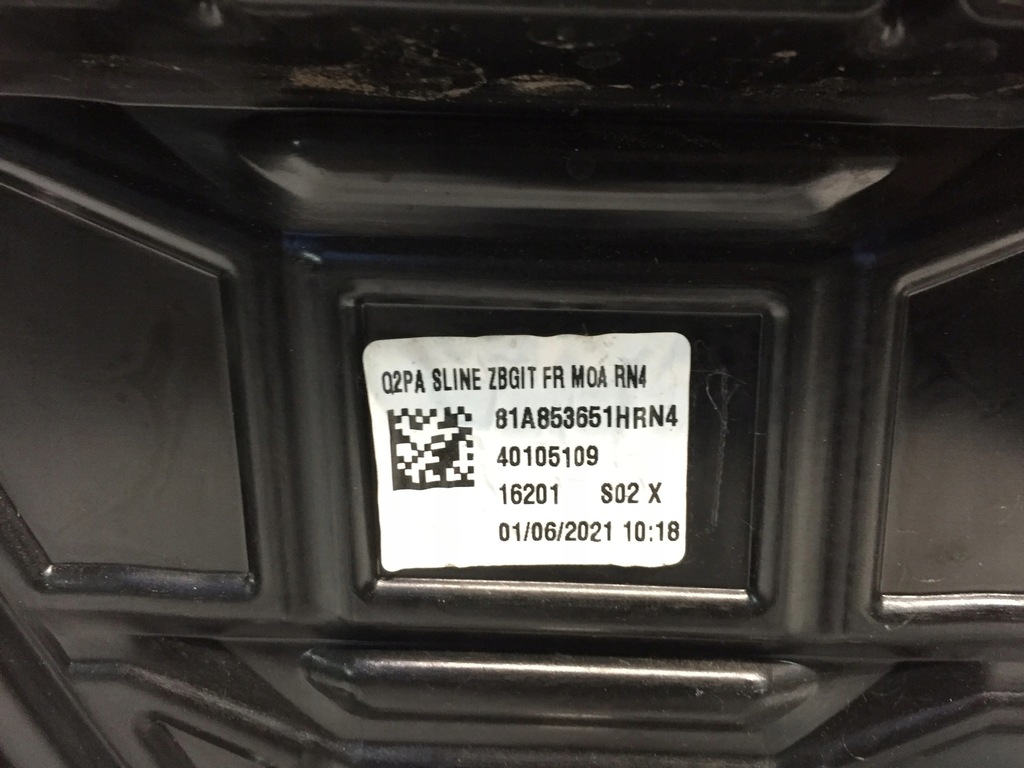 Q2PA SLINE ZBGIT FR MOA RN4
81A853651HRN4
40105109
16201 S02 X
01/06/2021 10:18